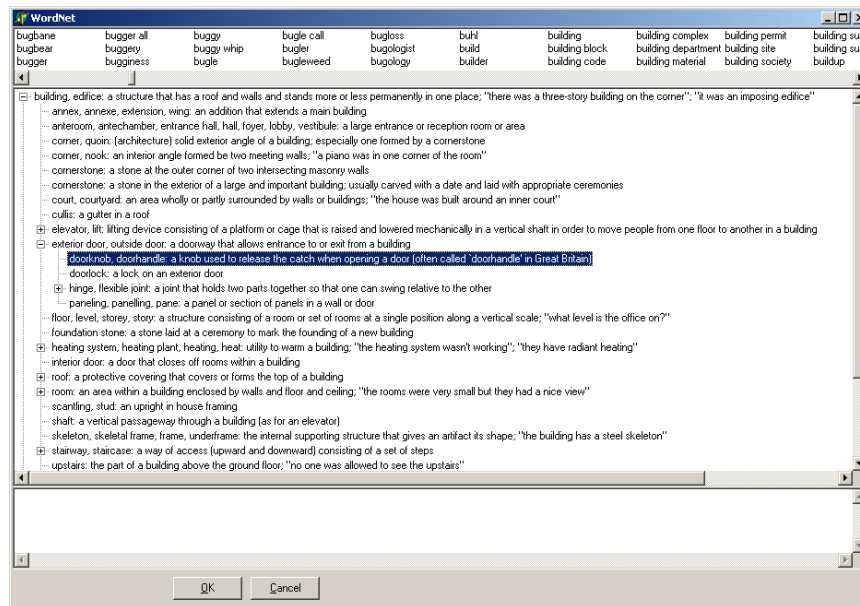 WordNet
bugbane bugger all buggy bugle call bugloss buhl building building complex building permit building su
bugbear buggery buggy whip bugler bugologist build building block building department building site building su
bugger bugginess bugle bugleweed bugology builder building code building material building society buildup
building, edifice: a structure that has a roof and walls and stands more or less permanently in one place; "there was a three-story building on the corner"; "it was an imposing edifice"
annex, annexe, extension, wing: an addition that extends a main building
anteroom, antechamber, entrance hall, hall, foyer, lobby, vestibule: a large entrance or reception room or area
corner, quoin: (architecture) solid exterior angle of a building; especially one formed by a cornerstone
corner, nook: an interior angle formed be two meeting walls; "a piano was in one corner of the room"
cornerstone: a stone at the outer corner of two intersecting masonry walls
cornerstone: a stone in the exterior of a large and important building; usually carved with a date and laid with appropriate ceremonies
court, courtyard: an area wholly or partly surrounded by walls or buildings; "the house was built around an inner court"
cullis: a gutter in a roof
elevator, lift: lifting device consisting of a platform or cage that is raised and lowered mechanically in a vertical shaft in order to move people from one floor to another in a building
exterior door, outside door: a doorway that allows entrance to or exit from a building
doorknob, doorhandle: a knob used to release the catch when opening a door (often called `doorhandle' in Great Britain)
doorlock: a lock on an exterior door
hinge, flexible joint: a joint that holds two parts together so that one can swing relative to the other
paneling, panelling, pane: a panel or section of panels in a wall or door
floor, level, storey, story: a structure consisting of a room or set of rooms at a single position along a vertical scale; "what level is the office on?"
foundation stone: a stone laid at a ceremony to mark the founding of a new building
heating system, heating plant, heating, heat: utility to warm a building; "the heating system wasn't working"; "they have radiant heating"
interior door: a door that closes off rooms within a building
roof: a protective covering that covers or forms the top of a building
room: an area within a building enclosed by walls and floor and ceiling; "the rooms were very small but they had a nice view"
scantling, stud: an upright in house framing
shaft: a vertical passageway through a building (as for an elevator)
skeleton, skeletal frame, frame, underframe: the internal supporting structure that gives an artifact its shape; "the building has a steel skeleton"
stairway, staircase: a way of access (upward and downward) consisting of a set of steps
upstairs: the part of a building above the ground floor; "no one was allowed to see the upstairs"
OK Cancel